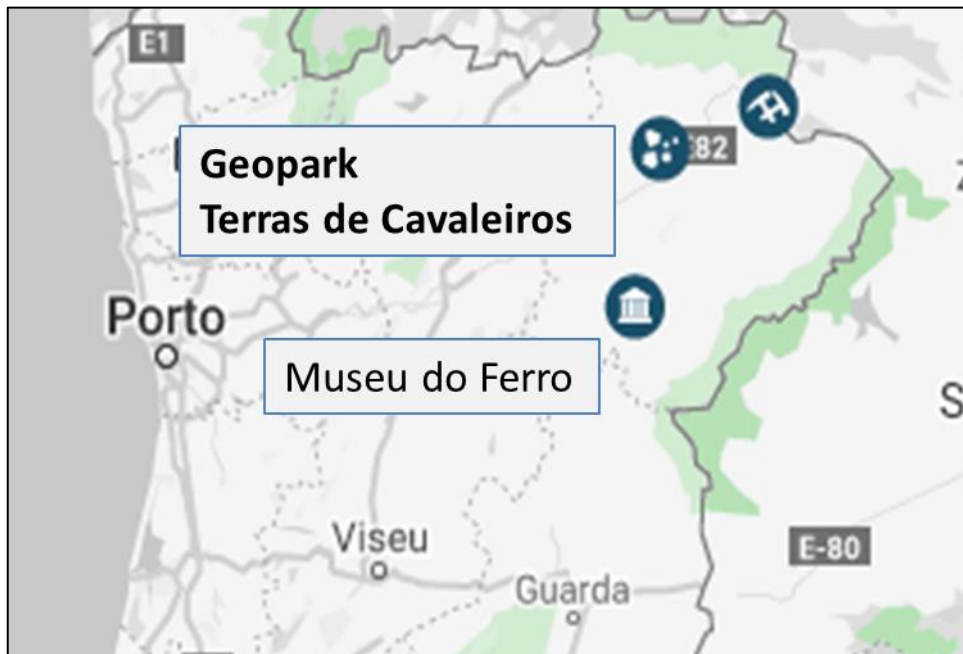 E1
Geopark
Terras de Cavaleiros
82
Porto
Museu do Ferro
Viseu
Guarda
E-80